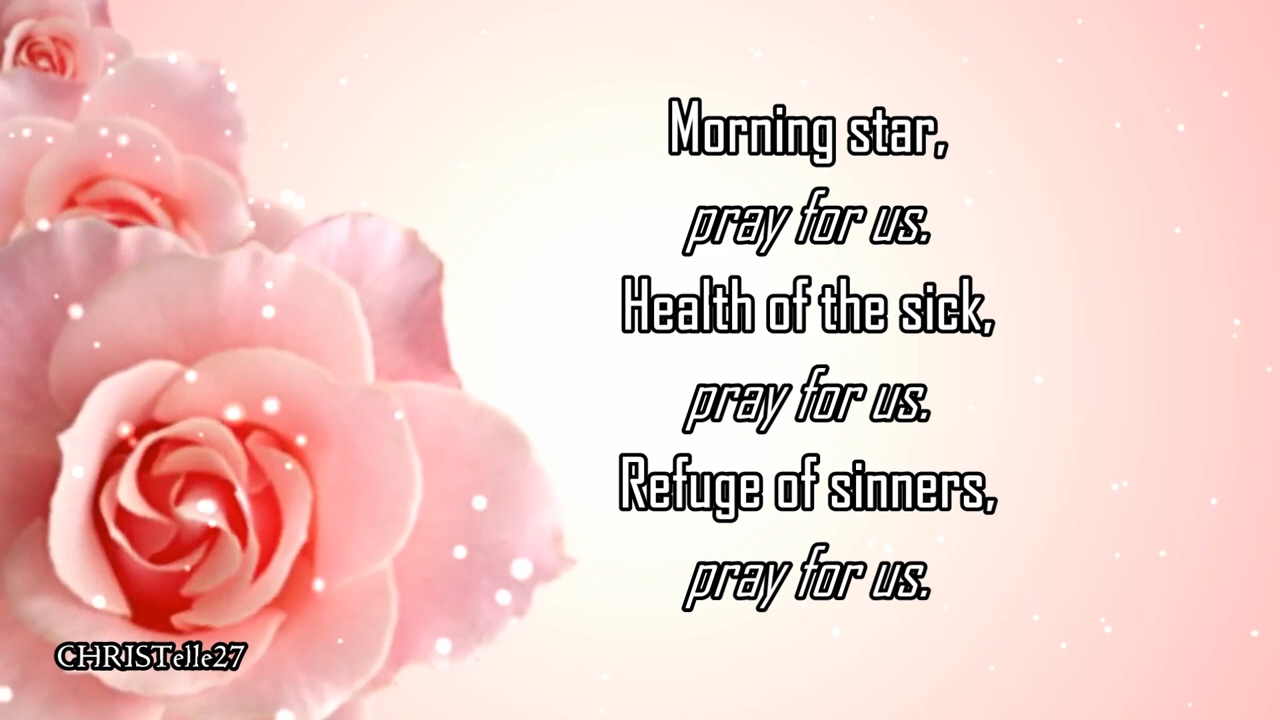 Morning star,
pray for us.
Health of the sick,
pray for us.
Refuge of sinners,
pray for us.
CHRISTelle27